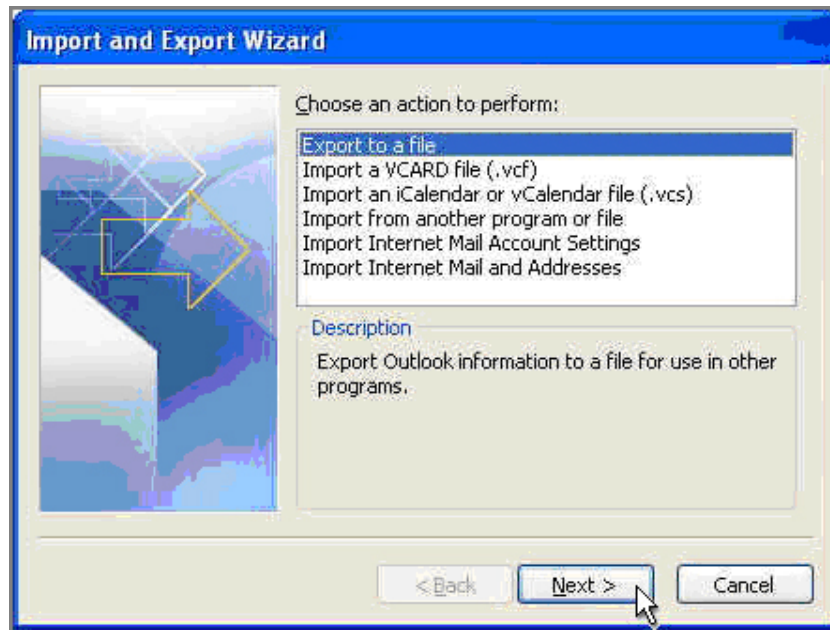 Import and Export Wizard
Choose an action to perform:
Export to a file
Import a VCARD file (.vcf)
Import an iCalendar or vCalendar file (.vcs)
Import from another program or file
Import Internet Mail Account Settings
Import Internet Mail and Addresses
Description
Export Outlook information to a file for use in other
programs.
< Back Next > Cancel